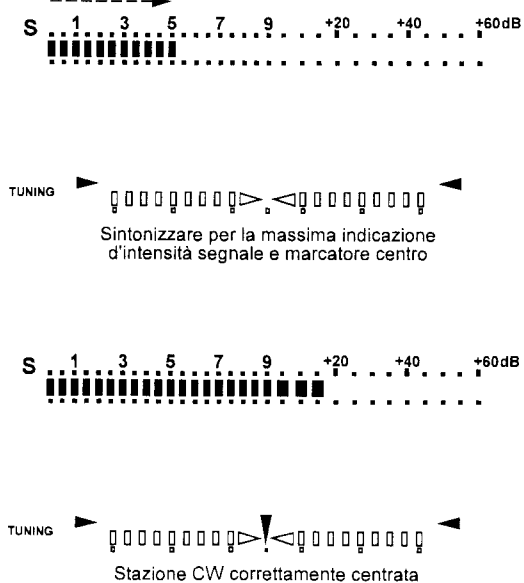 S 1 3 5 7 9 +20 +40 +60dB
TUNING
Sintonizzare per la massima indicazione
d'intensità segnale e marcatore centro
S 1 3 5 7 9 +20 +40 +60dB
TUNING
Stazione CW correttamente centrata